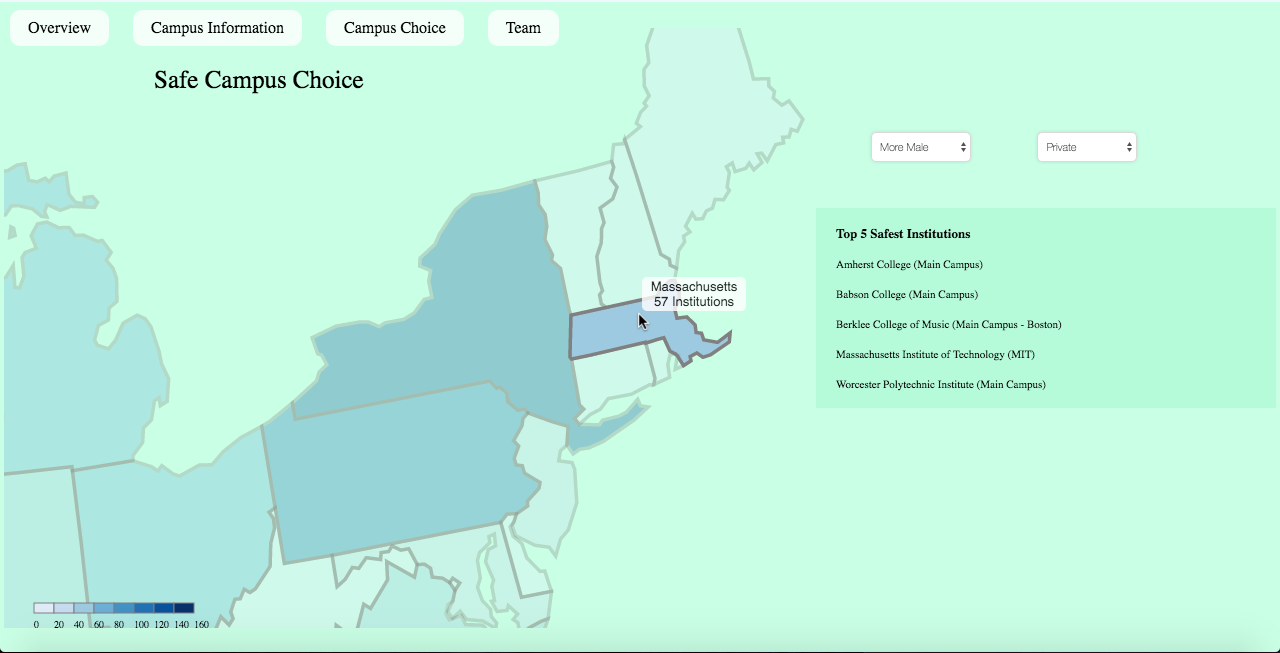 Overview
Campus Information
Campus Choice
Team
Safe Campus Choice
More Male
Private
Top 5 Safest Institutions
Amherst College (Main Campus)
Babson College (Main Campus)
Berklee College of Music (Main Campus - Boston)
Massachusetts Institute of Technology (MIT)
Worcester Polytechnic Institute (Main Campus)
Massachusetts
57 Institutions
0 20 40 60 80 100 120 140 160